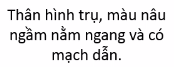 Thân hình trụ, màu nâu
ngầm nằm ngang và có
mạch dẫn.